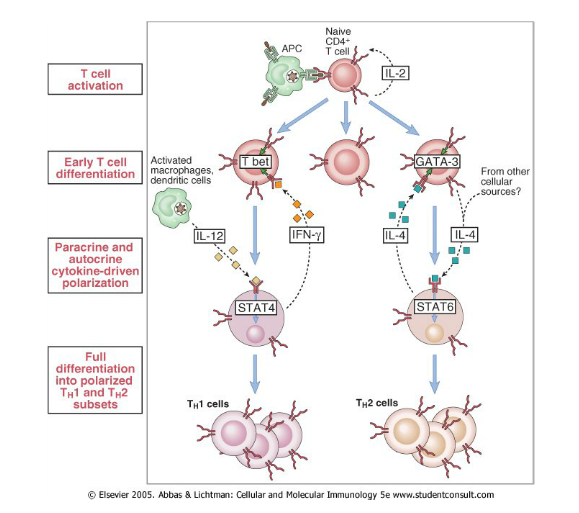 Naive
CD4+
T cell
APC
IL-2
T cell
activation
Early T cell
differentiation
Activated
macrophages,
dendritic cells
T bet
GATA-3
From other
cellular
sources?
IL-12
IFN-γ
IL-4
IL-4
Paracrine and
autocrine
cytokine-driven
polarization
STAT4
STAT6
Full
differentiation
into polarized
TH1 and TH2
subsets
TH1 cells
TH2 cells
© Elsevier 2005. Abbas & Lichtman: Cellular and Molecular Immunology 5e www.studentconsult.com